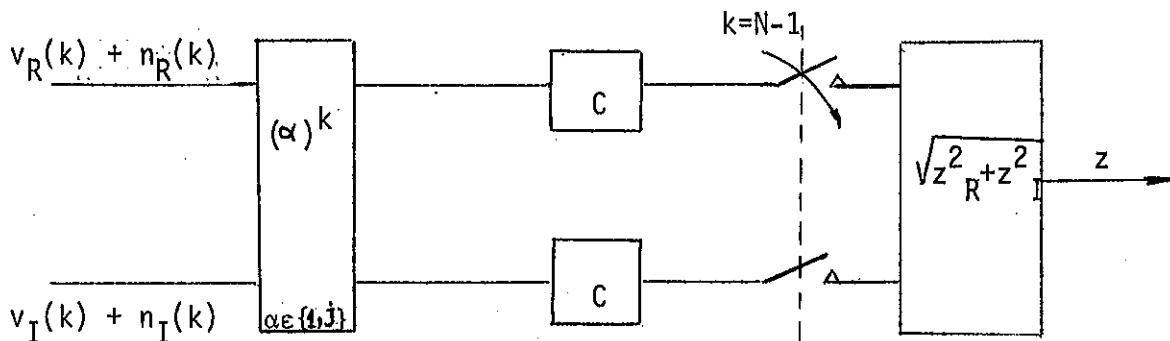 k=N-1
v_R(k) + n_R(k)
(α)^k
C
√z²_R+z²_I
z
C
v_I(k) + n_I(k)
α∈{1,j}